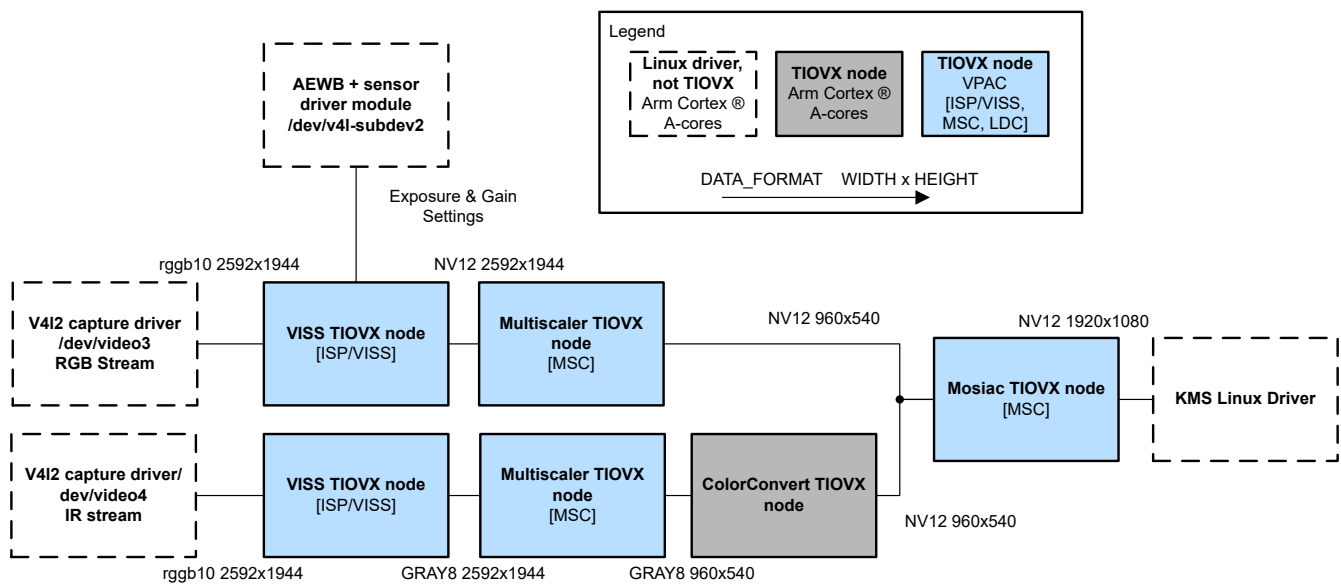 Legend
Linux driver,
not TIOVX
Arm Cortex ®
A-cores
TIOVX node
Arm Cortex ®
A-cores
TIOVX node
VPAC
[ISP/VISS,
MSC, LDC]
DATA_FORMAT WIDTH x HEIGHT
AEWB + sensor
driver module
/dev/v4l-subdev2
Exposure & Gain
Settings
rggb10 2592x1944
NV12 2592x1944
V4l2 capture driver
/dev/video3
RGB Stream
VISS TIOVX node
[ISP/VISS]
Multiscaler TIOVX
node
[MSC]
NV12 960x540
NV12 1920x1080
Mosiac TIOVX node
[MSC]
KMS Linux Driver
V4l2 capture driver/
dev/video4
IR stream
VISS TIOVX node
[ISP/VISS]
Multiscaler TIOVX
node
[MSC]
ColorConvert TIOVX
node
NV12 960x540
rggb10 2592x1944
GRAY8 2592x1944
GRAY8 960x540